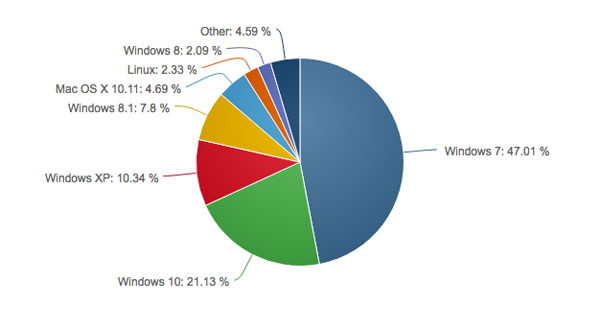 Other: 4.59 %
Windows 8: 2.09 %
Linux: 2.33 %
Mac OS X 10.11: 4.69 %
Windows 8.1: 7.8 %
Windows 7: 47.01 %
Windows XP: 10.34 %
Windows 10: 21.13 %